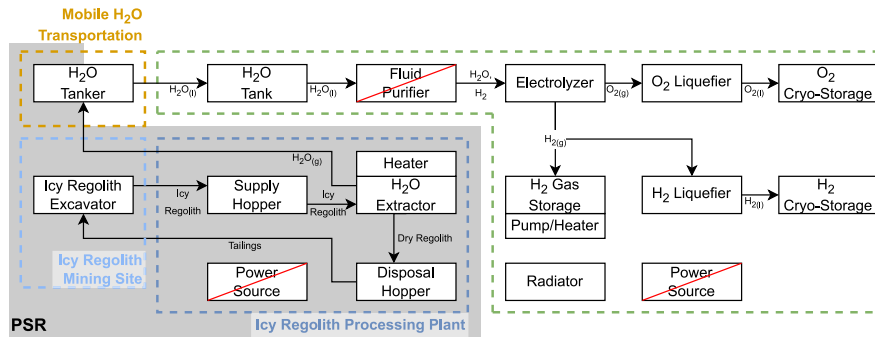 Mobile H₂O
Transportation
H₂O
Tanker
H₂O(l)
H₂O
Tank
H₂O(l)
Fluid
Purifier
H₂O,
H₂
Electrolyzer
O₂(g)
O₂ Liquefier
O₂(l)
O₂
Cryo-Storage
H₂(g)
H₂O(g)
Icy Regolith
Excavator
Icy
Regolith
Supply
Hopper
Icy
Regolith
Heater
H₂O
Extractor
H₂ Gas
Storage
Pump/Heater
H₂ Liquefier
H₂(l)
H₂
Cryo-Storage
Tailings
Dry Regolith
Icy Regolith
Mining Site
Power
Source
Disposal
Hopper
Radiator
Power
Source
PSR
Icy Regolith Processing Plant